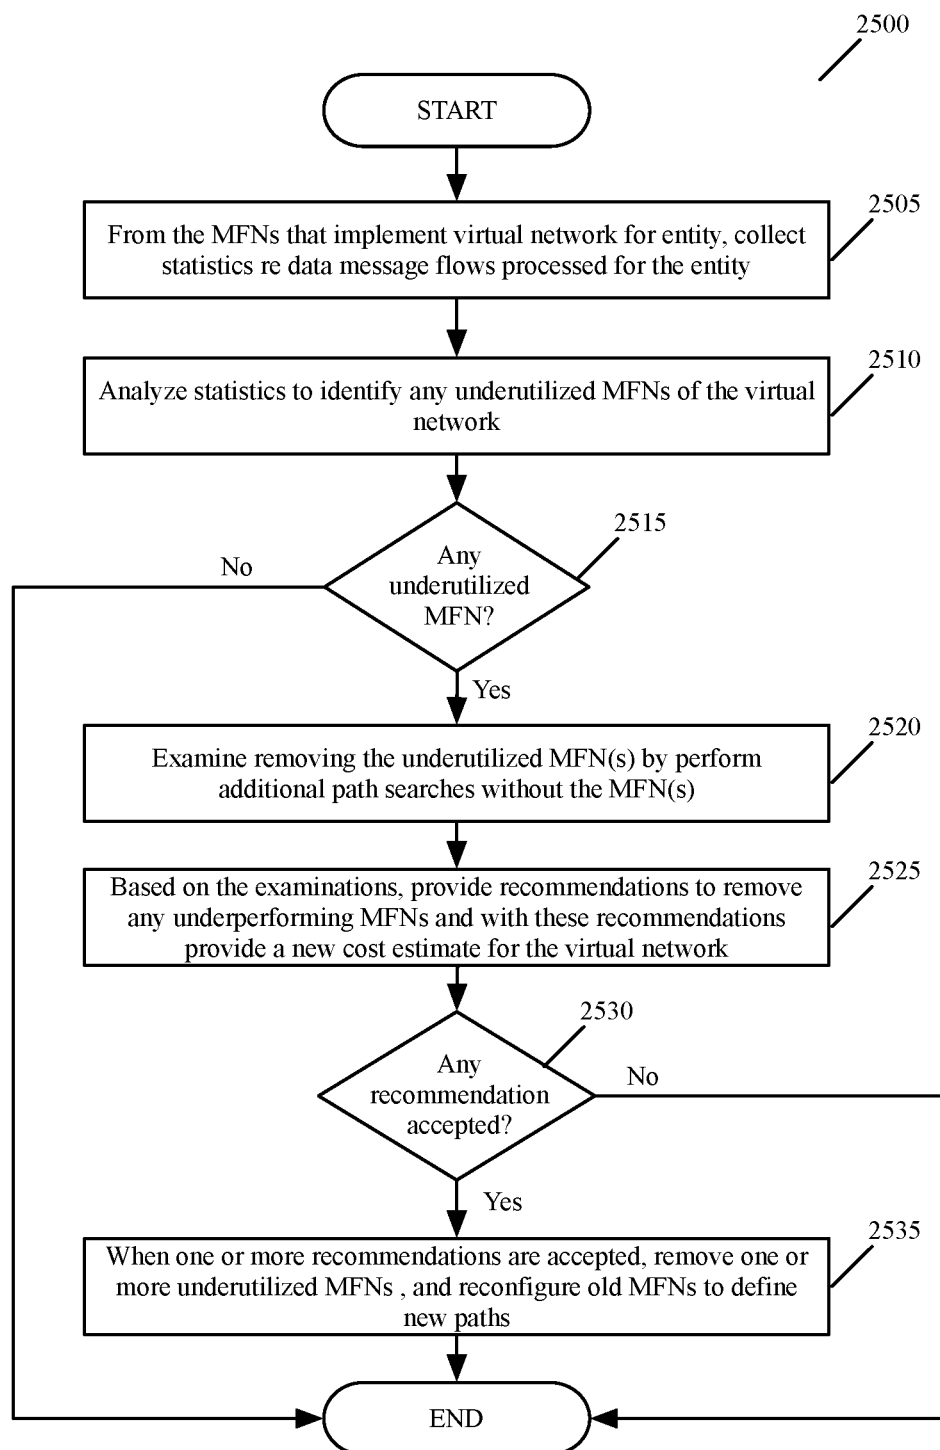 2500
START
2505
From the MFNs that implement virtual network for entity, collect
statistics re data message flows processed for the entity
2510
Analyze statistics to identify any underutilized MFNs of the virtual
network
2515
No
Any
underutilized
MFN?
Yes
2520
Examine removing the underutilized MFN(s) by perform
additional path searches without the MFN(s)
2525
Based on the examinations, provide recommendations to remove
any underperforming MFNs and with these recommendations
provide a new cost estimate for the virtual network
2530
Any
recommendation
accepted?
No
Yes
2535
When one or more recommendations are accepted, remove one or
more underutilized MFNs , and reconfigure old MFNs to define
new paths
END